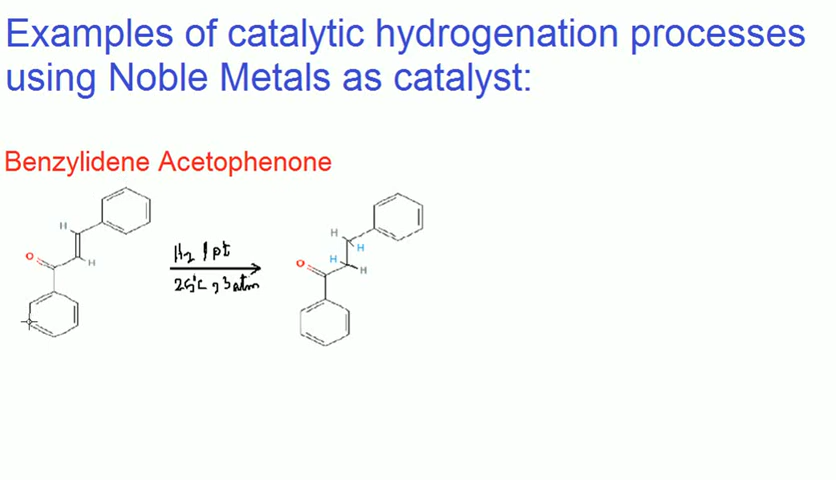 Examples of catalytic hydrogenation processes
using Noble Metals as catalyst:
Benzylidene Acetophenone
H
O
H
H₂ / pt
25°C, 3 atm
H
H
H
O
H